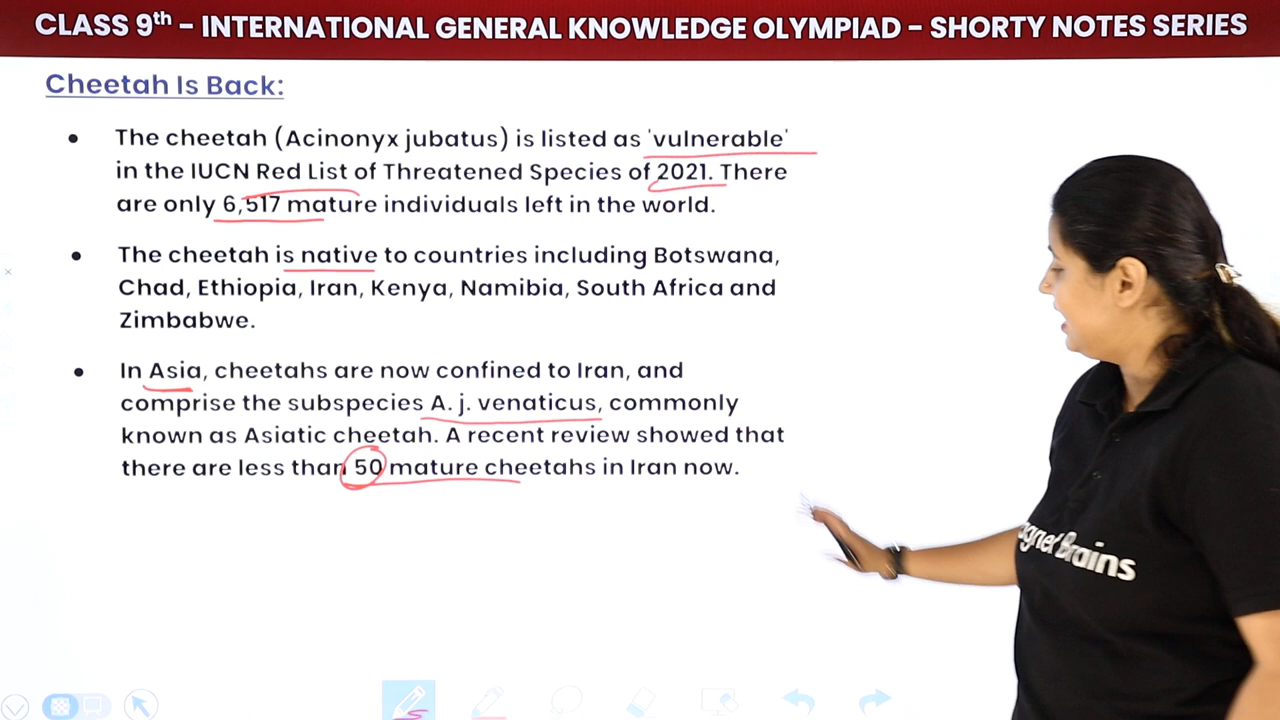 CLASS 9th – INTERNATIONAL GENERAL KNOWLEDGE OLYMPIAD – SHORTY NOTES SERIES
Cheetah Is Back:
• The cheetah (Acinonyx jubatus) is listed as 'vulnerable'
in the IUCN Red List of Threatened Species of 2021. There
are only 6,517 mature individuals left in the world.
• The cheetah is native to countries including Botswana,
Chad, Ethiopia, Iran, Kenya, Namibia, South Africa and
Zimbabwe.
• In Asia, cheetahs are now confined to Iran, and
comprise the subspecies A. j. venaticus, commonly
known as Asiatic cheetah. A recent review showed that
there are less than 50 mature cheetahs in Iran now.
agnet Brains